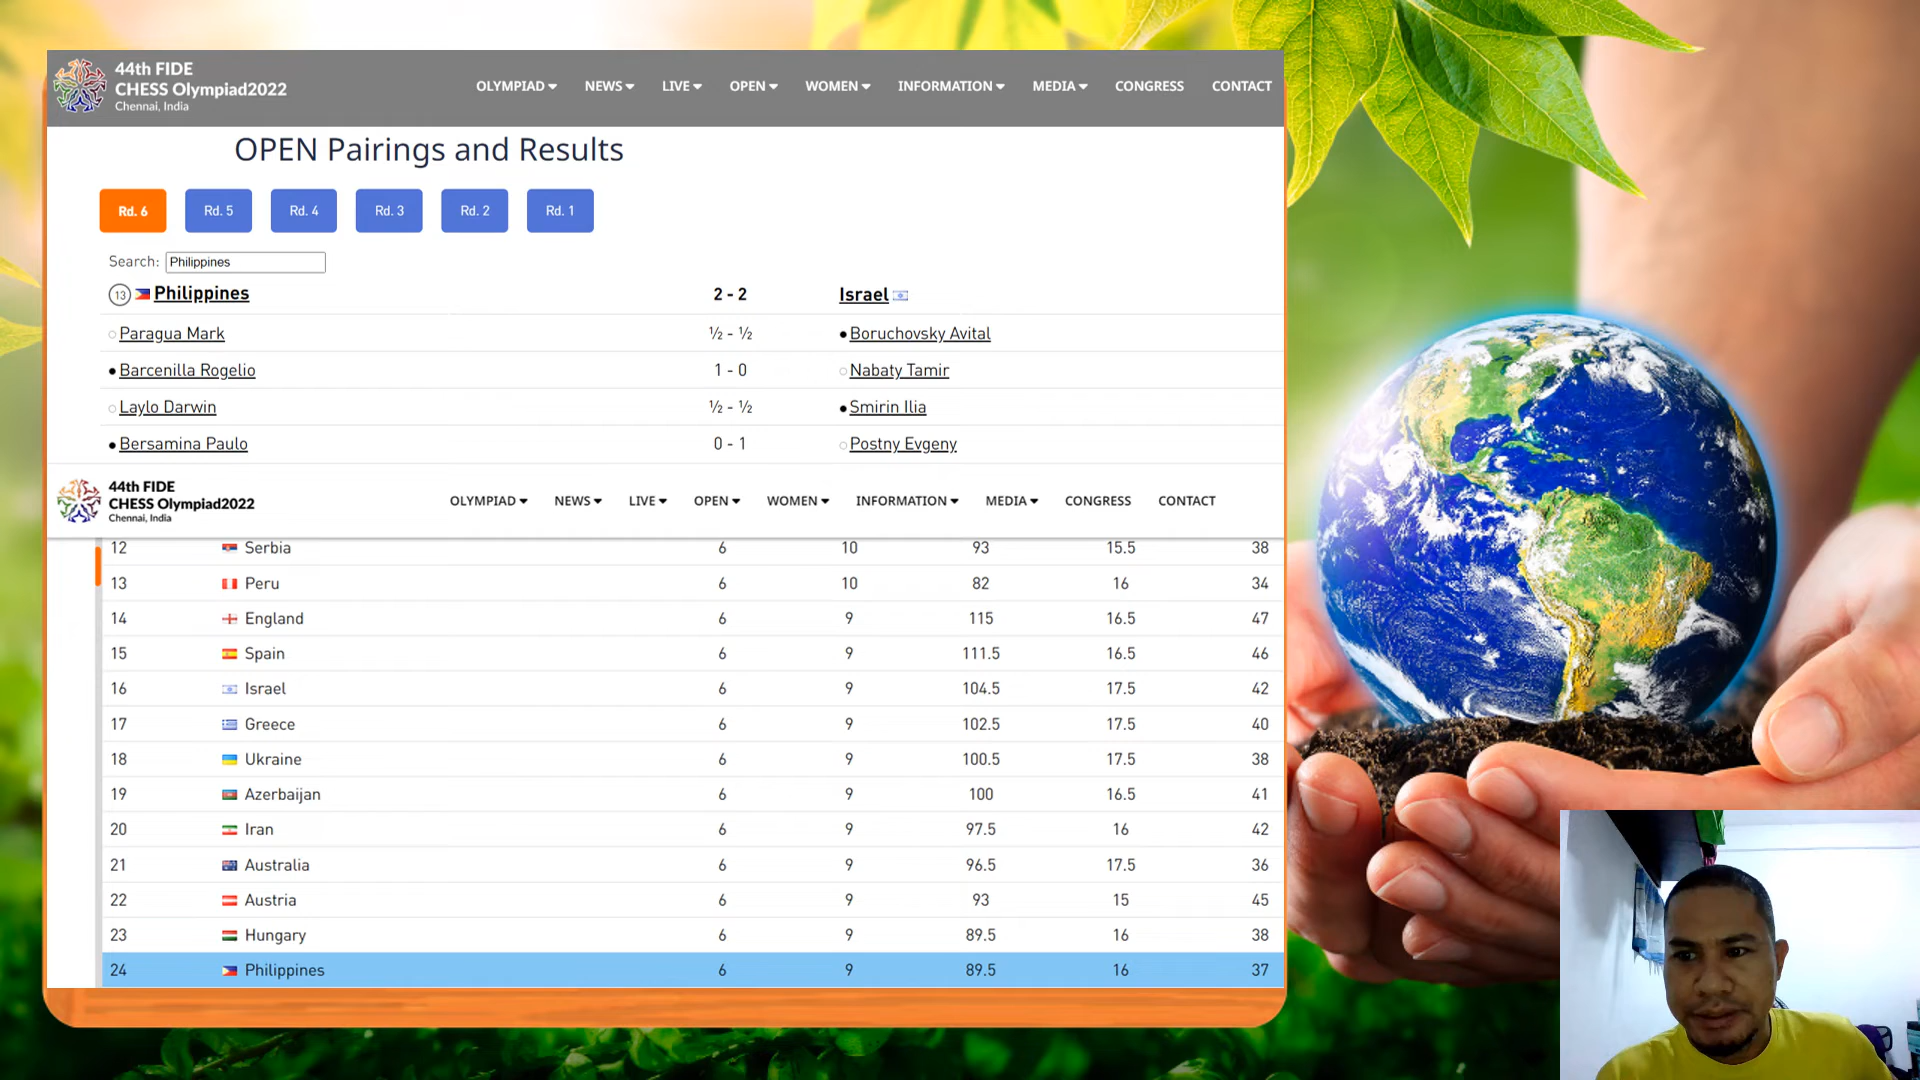 44th FIDE
CHESS Olympiad2022
Chennai, India
OLYMPIAD NEWS LIVE OPEN WOMEN INFORMATION MEDIA CONGRESS CONTACT
OPEN Pairings and Results
Rd. 6 Rd. 5 Rd. 4 Rd. 3 Rd. 2 Rd. 1
Search: Philippines
13 Philippines 2 - 2 Israel
Paragua Mark ½ - ½ Boruchovsky Avital
Barcenilla Rogelio 1 - 0 Nabaty Tamir
Laylo Darwin ½ - ½ Smirin Ilia
Bersamina Paulo 0 - 1 Postny Evgeny
44th FIDE
CHESS Olympiad2022
Chennai, India
OLYMPIAD NEWS LIVE OPEN WOMEN INFORMATION MEDIA CONGRESS CONTACT
12 Serbia 6 10 93 15.5 38
13 Peru 6 10 82 16 34
14 England 6 9 115 16.5 47
15 Spain 6 9 111.5 16.5 46
16 Israel 6 9 104.5 17.5 42
17 Greece 6 9 102.5 17.5 40
18 Ukraine 6 9 100.5 17.5 38
19 Azerbaijan 6 9 100 16.5 41
20 Iran 6 9 97.5 16 42
21 Australia 6 9 96.5 17.5 36
22 Austria 6 9 93 15 45
23 Hungary 6 9 89.5 16 38
24 Philippines 6 9 89.5 16 37